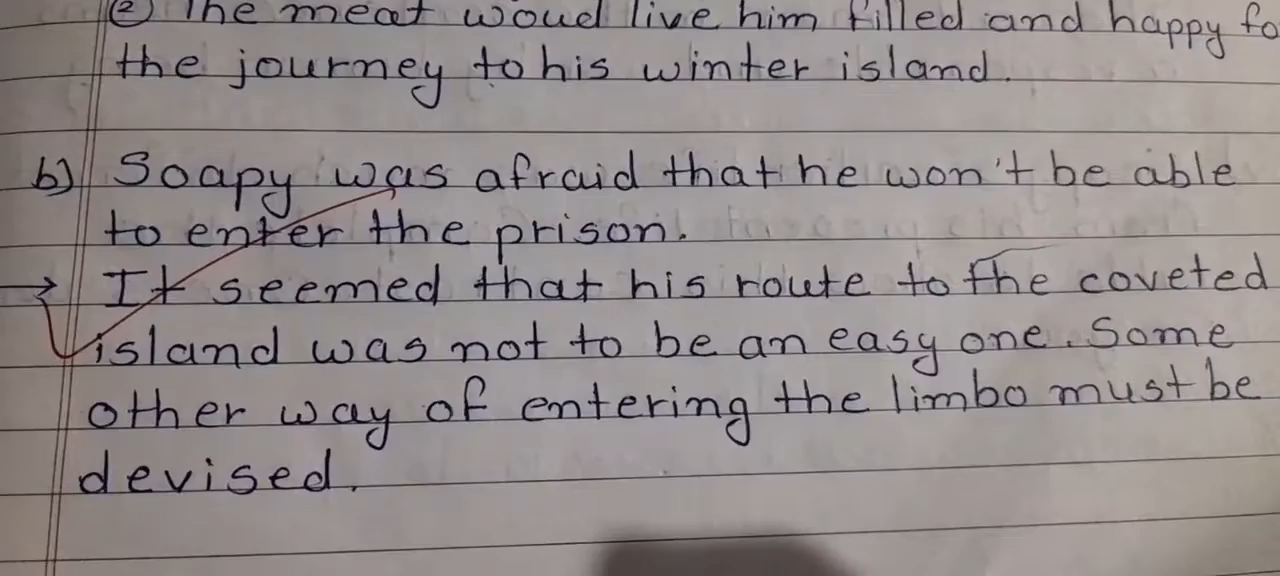 ② The meat woud live him filled and happy fo
the journey to his winter island.
b) Soapy was afraid that he won't be able
to enter the prison.
→ It seemed that his route to the coveted
island was not to be an easy one. Some
other way of entering the limbo must be
devised.